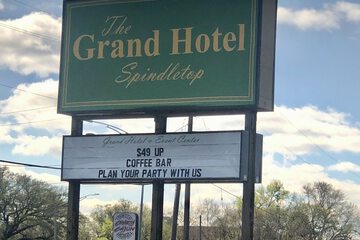 The
Grand Hotel
Spindletop
Grand Hotel & Event Center
$49 UP
COFFEE BAR
PLAN YOUR PARTY WITH US